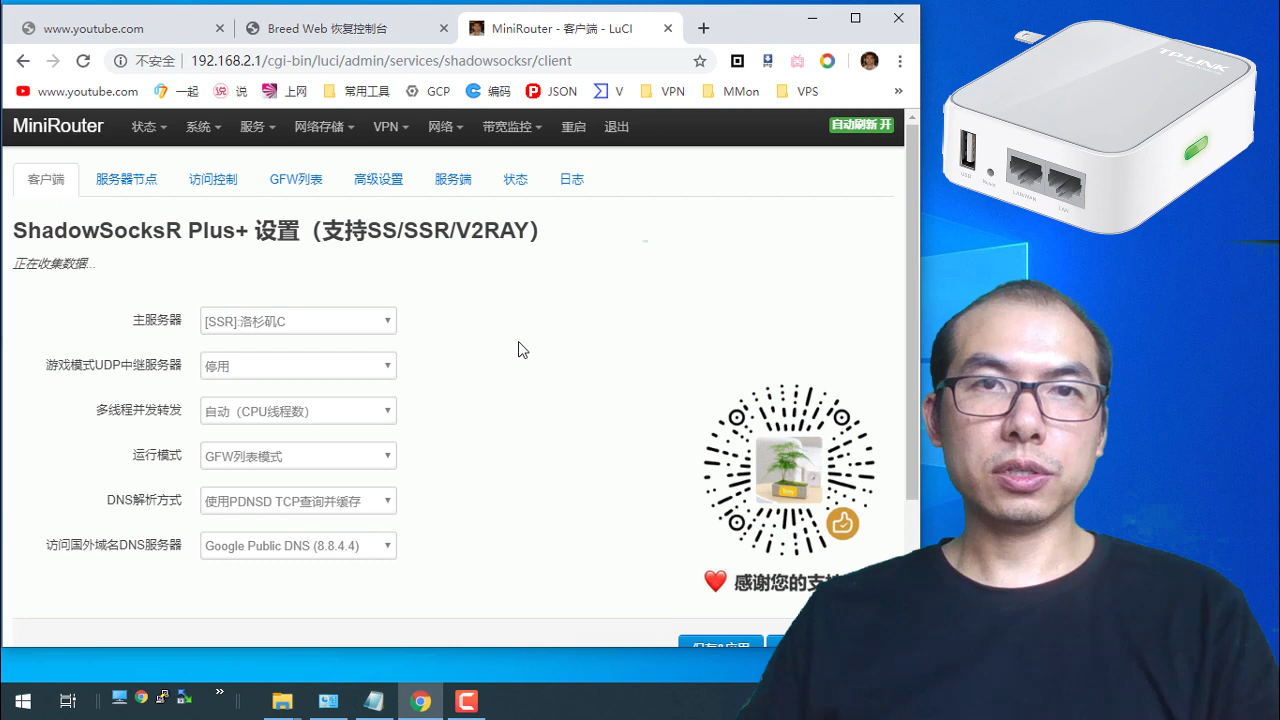 www.youtube.com
Breed Web 恢复控制台
MiniRouter - 客户端 - LuCI
不安全
192.168.2.1/cgi-bin/luci/admin/services/shadowsocksr/client
www.youtube.com 一起 说 上网 常用工具 GCP 编码 JSON V VPN MMon VPS »
MiniRouter 状态 系统 服务 网络存储 VPN 网络 带宽监控 重启 退出 自动刷新 开
客户端 服务器节点 访问控制 GFW列表 高级设置 服务端 状态 日志
ShadowSocksR Plus+ 设置（支持SS/SSR/V2RAY）
正在收集数据...
主服务器 [SSR]:洛杉矶C
游戏模式UDP中继服务器 停用
多线程并发转发 自动（CPU线程数）
运行模式 GFW列表模式
DNS解析方式 使用PDNSD TCP查询并缓存
访问国外域名DNS服务器 Google Public DNS (8.8.4.4)
感谢您的支
保存&应用
TP-LINK
USB
Reset
LAN/WAN
LAN